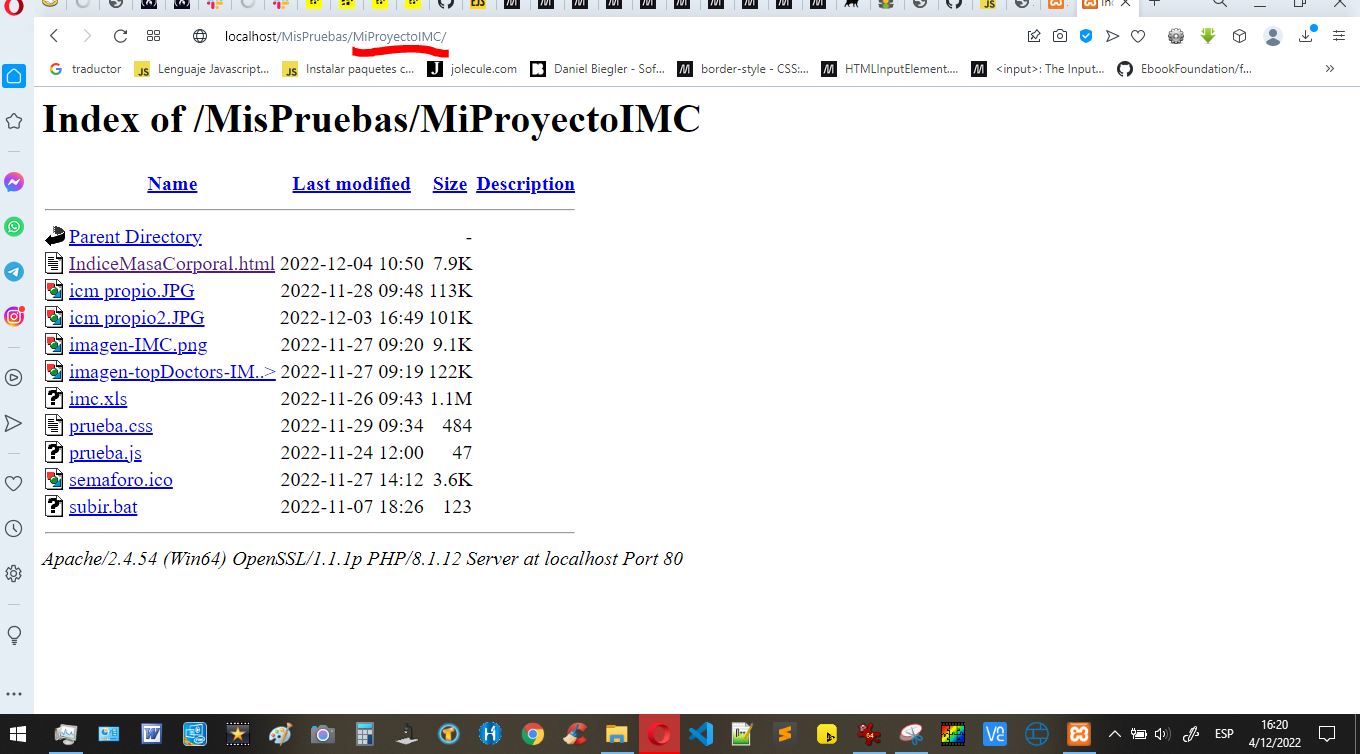 localhost/MisPruebas/MiProyectoIMC/
traductor JS Lenguaje Javascript... JS Instalar paquetes c... J jolecule.com Daniel Biegler - Sof... M border-style - CSS:... M HTMLInputElement.... M <input>: The Input... EbookFoundation/f... »
Index of /MisPruebas/MiProyectoIMC
Name Last modified Size Description
Parent Directory -
IndiceMasaCorporal.html 2022-12-04 10:50 7.9K
icm propio.JPG 2022-11-28 09:48 113K
icm propio2.JPG 2022-12-03 16:49 101K
imagen-IMC.png 2022-11-27 09:20 9.1K
imagen-topDoctors-IM..> 2022-11-27 09:19 122K
imc.xls 2022-11-26 09:43 1.1M
prueba.css 2022-11-29 09:34 484
prueba.js 2022-11-24 12:00 47
semaforo.ico 2022-11-27 14:12 3.6K
subir.bat 2022-11-07 18:26 123
Apache/2.4.54 (Win64) OpenSSL/1.1.1p PHP/8.1.12 Server at localhost Port 80
ESP 16:20
4/12/2022